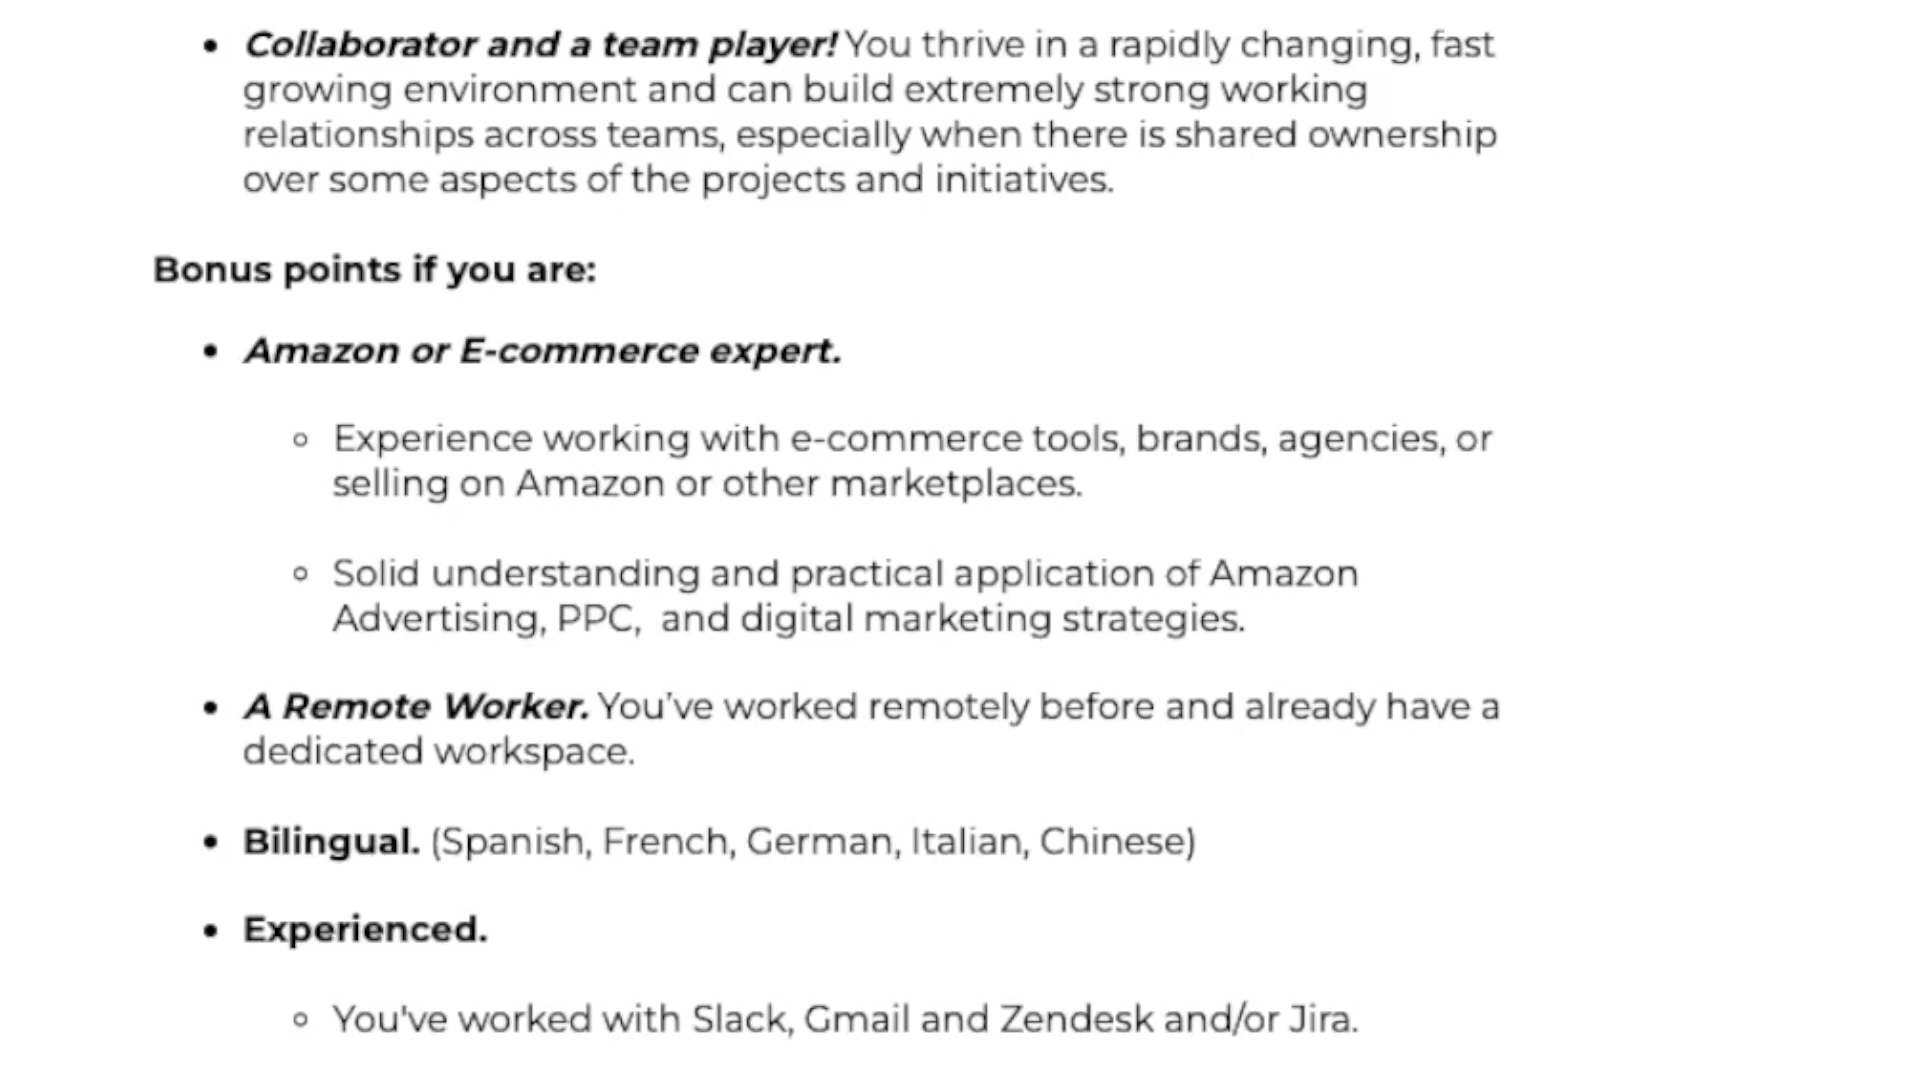 • Collaborator and a team player! You thrive in a rapidly changing, fast
growing environment and can build extremely strong working
relationships across teams, especially when there is shared ownership
over some aspects of the projects and initiatives.
Bonus points if you are:
• Amazon or E-commerce expert.
◦ Experience working with e-commerce tools, brands, agencies, or
selling on Amazon or other marketplaces.
◦ Solid understanding and practical application of Amazon
Advertising, PPC,  and digital marketing strategies.
• A Remote Worker. You’ve worked remotely before and already have a
dedicated workspace.
• Bilingual. (Spanish, French, German, Italian, Chinese)
• Experienced.
◦ You've worked with Slack, Gmail and Zendesk and/or Jira.